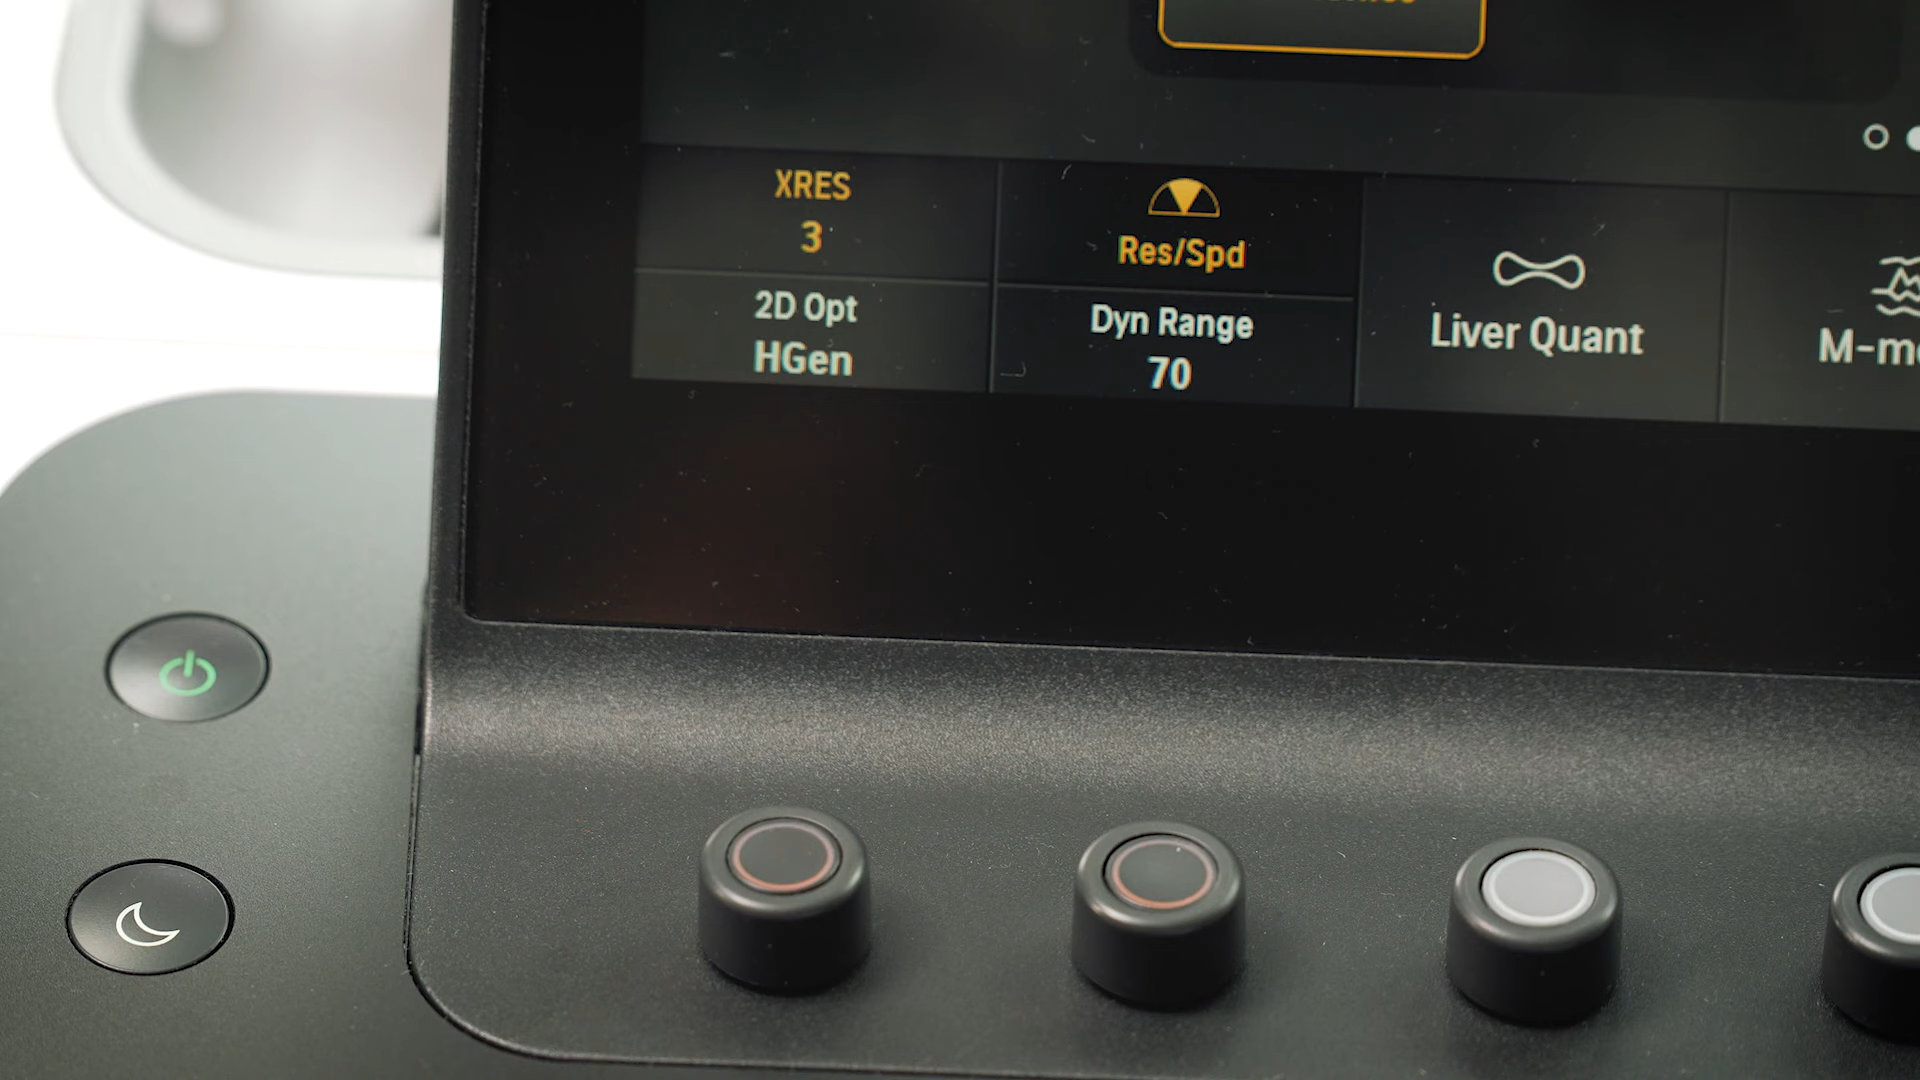 XRES
3
Res/Spd
2D Opt
HGen
Dyn Range
70
Liver Quant